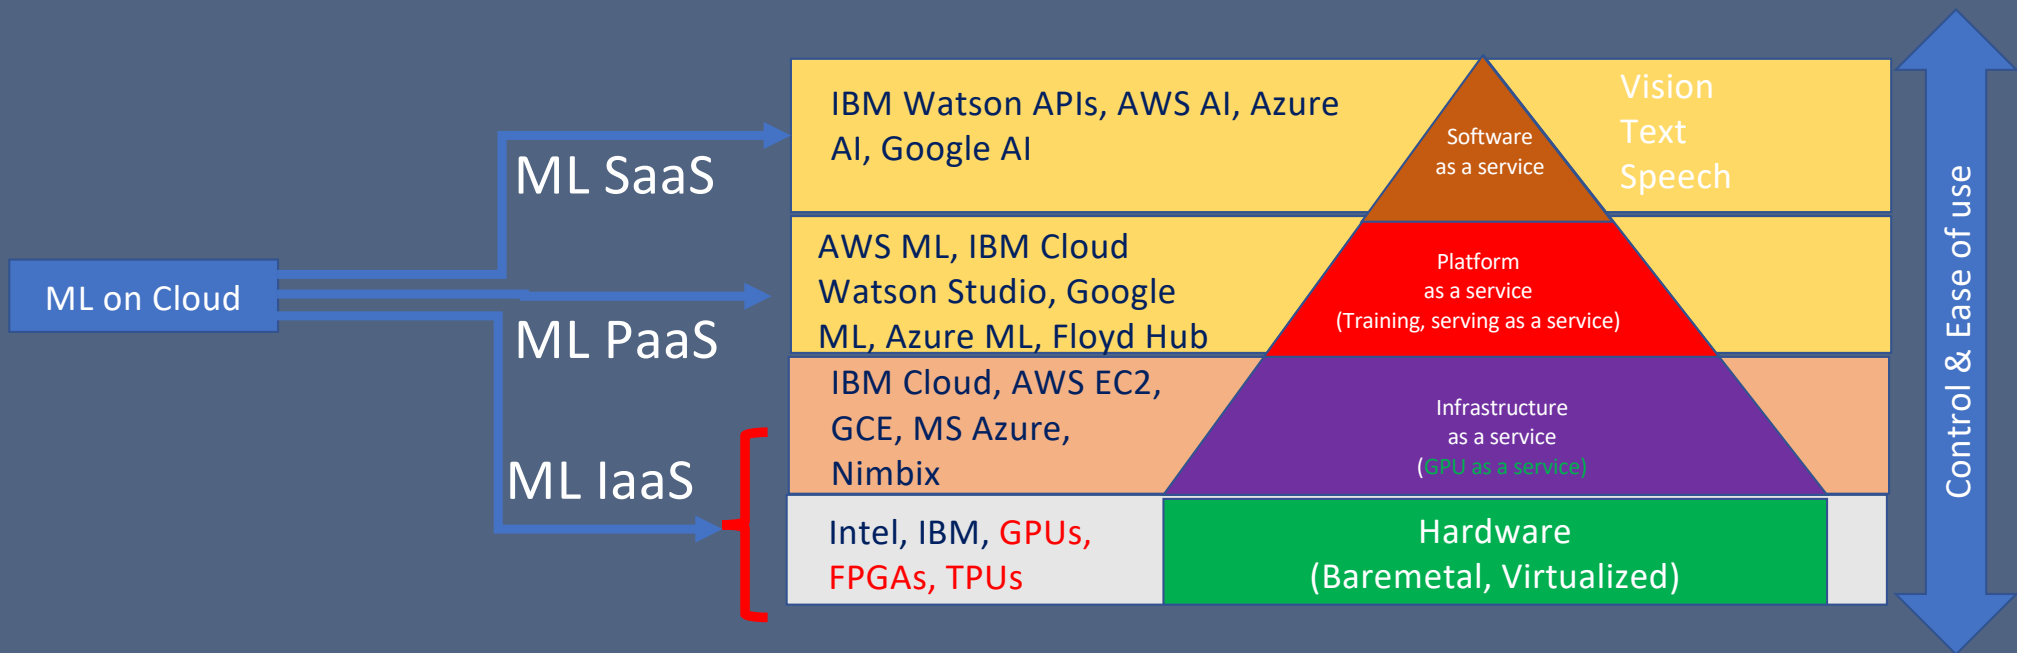 ML on Cloud
ML SaaS
ML PaaS
ML IaaS
IBM Watson APIs, AWS AI, Azure
AI, Google AI
Software
as a service
Vision
Text
Speech
AWS ML, IBM Cloud
Watson Studio, Google
ML, Azure ML, Floyd Hub
Platform
as a service
(Training, serving as a service)
IBM Cloud, AWS EC2,
GCE, MS Azure,
Nimbix
Infrastructure
as a service
(GPU as a service)
Intel, IBM, GPUs,
FPGAs, TPUs
Hardware
(Baremetal, Virtualized)
Control & Ease of use